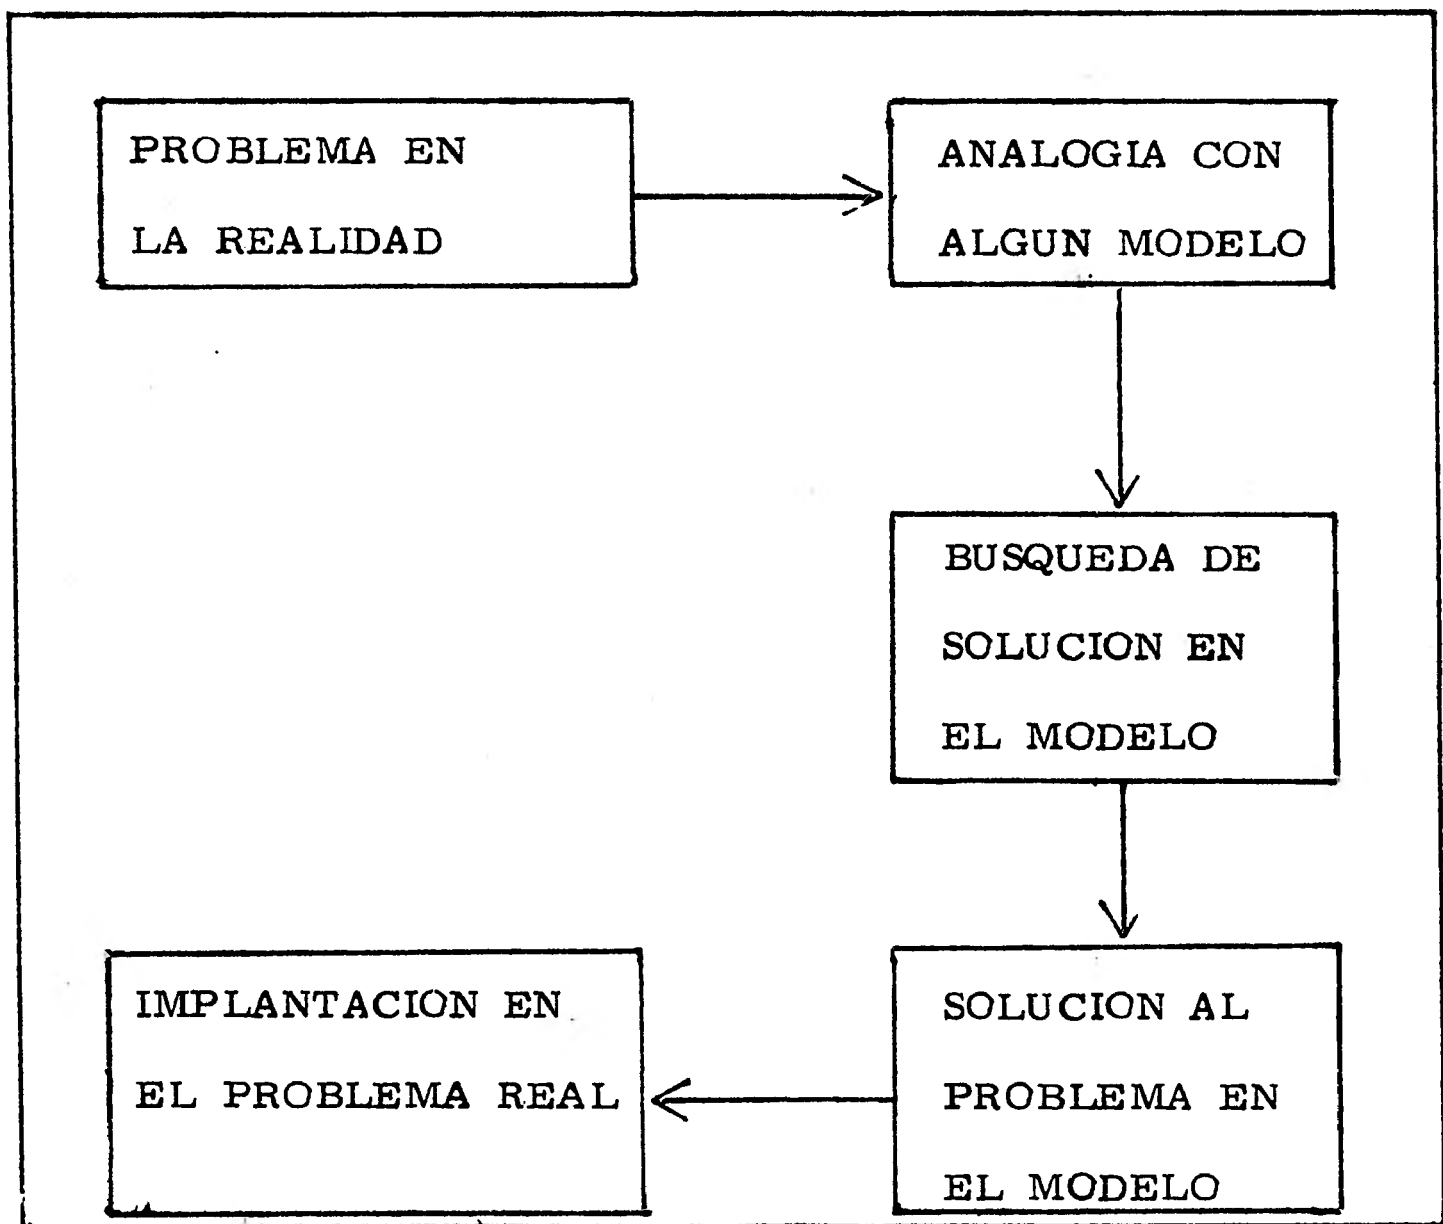 PROBLEMA EN
LA REALIDAD
ANALOGIA CON
ALGUN MODELO
BUSQUEDA DE
SOLUCION EN
EL MODELO
SOLUCION AL
PROBLEMA EN
EL MODELO
IMPLANTACION EN
EL PROBLEMA REAL